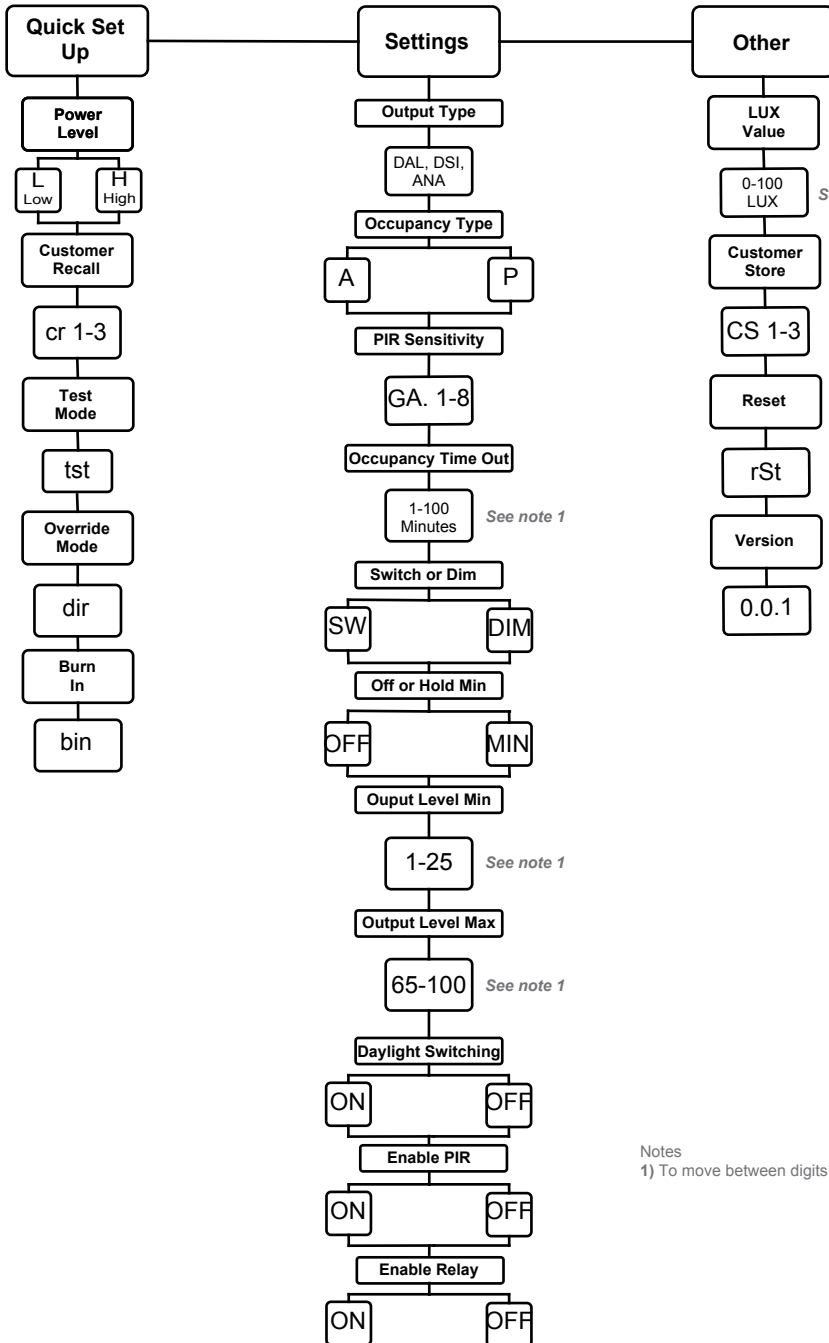 Quick Set
Up
Settings
Other
Power
Level
L
Low
H
High
Customer
Recall
cr 1-3
Test
Mode
tst
Override
Mode
dir
Burn
In
bin
Output Type
DAL, DSI,
ANA
Occupancy Type
A
P
PIR Sensitivity
GA. 1-8
Occupancy Time Out
1-100
Minutes
See note 1
Switch or Dim
SW
DIM
Off or Hold Min
OFF
MIN
Ouput Level Min
1-25
See note 1
Output Level Max
65-100
See note 1
Daylight Switching
ON
OFF
Enable PIR
ON
OFF
Enable Relay
ON
OFF
LUX
Value
0-100
LUX
Customer
Store
CS 1-3
Reset
rSt
Version
0.0.1
Notes
1) To move between digits